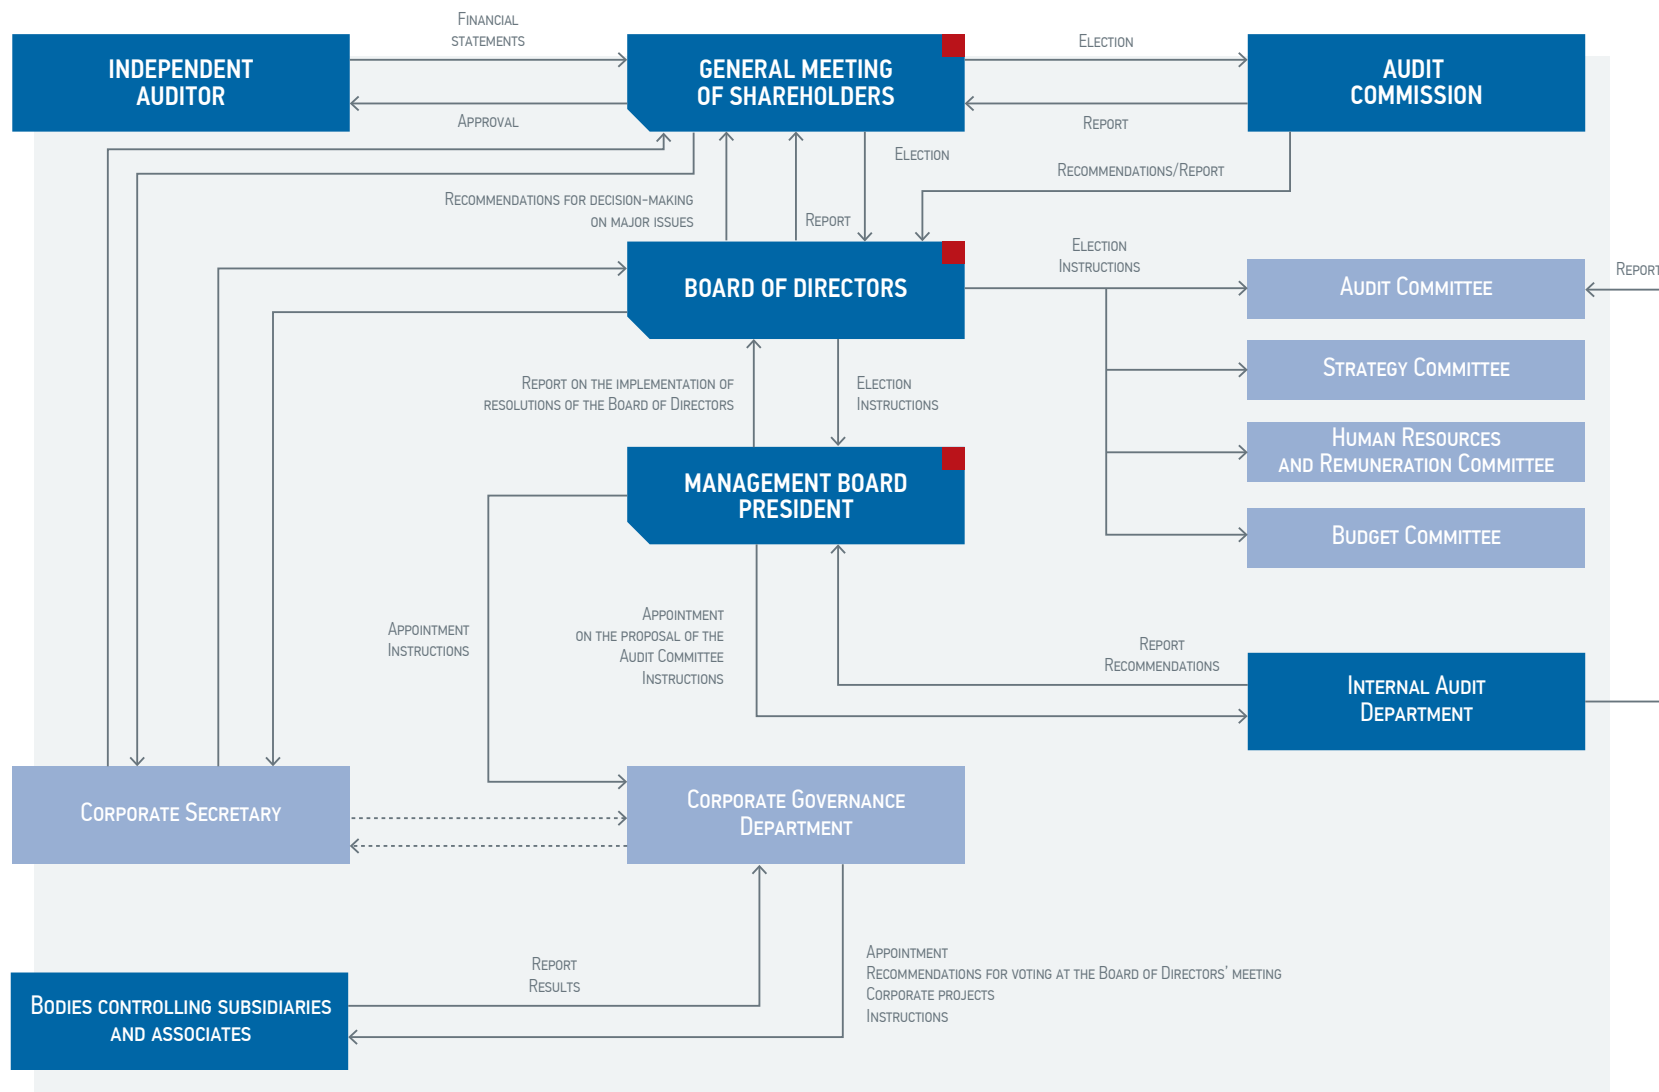 Financial
statements
Election
INDEPENDENT
AUDITOR
GENERAL MEETING
OF SHAREHOLDERS
AUDIT
COMMISSION
Approval
Report
Election
Recommendations/Report
Recommendations for decision-making
on major issues
Report
Election
Instructions
Report
BOARD OF DIRECTORS
Audit Committee
Strategy Committee
Report on the implementation of
resolutions of the Board of Directors
Election
Instructions
Human Resources
and Remuneration Committee
MANAGEMENT BOARD
PRESIDENT
Budget Committee
Appointment
Instructions
Appointment
on the proposal of the
Audit Committee
Instructions
Report
Recommendations
Internal Audit
Department
Corporate Secretary
Corporate Governance
Department
Report
Results
Appointment
Recommendations for voting at the Board of Directors' meeting
Corporate projects
Instructions
Bodies controlling subsidiaries
and associates